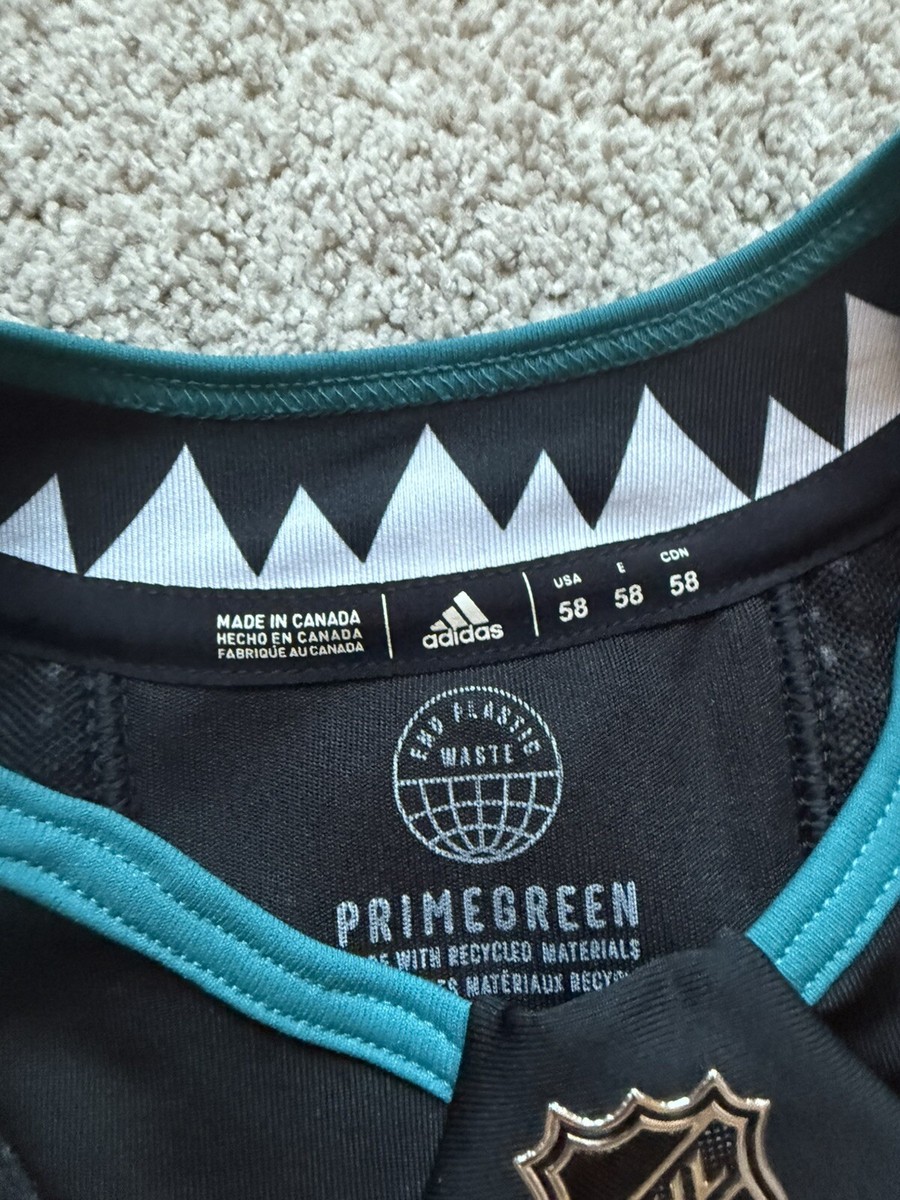 MADE IN CANADA
HECHO EN CANADA
FABRIQUÉ AU CANADA
adidas
USA E CDN
58 58 58
END PLASTIC
WASTE
PRIMEGREEN
WITH RECYCLED MATERIALS
MATÉRIAUX